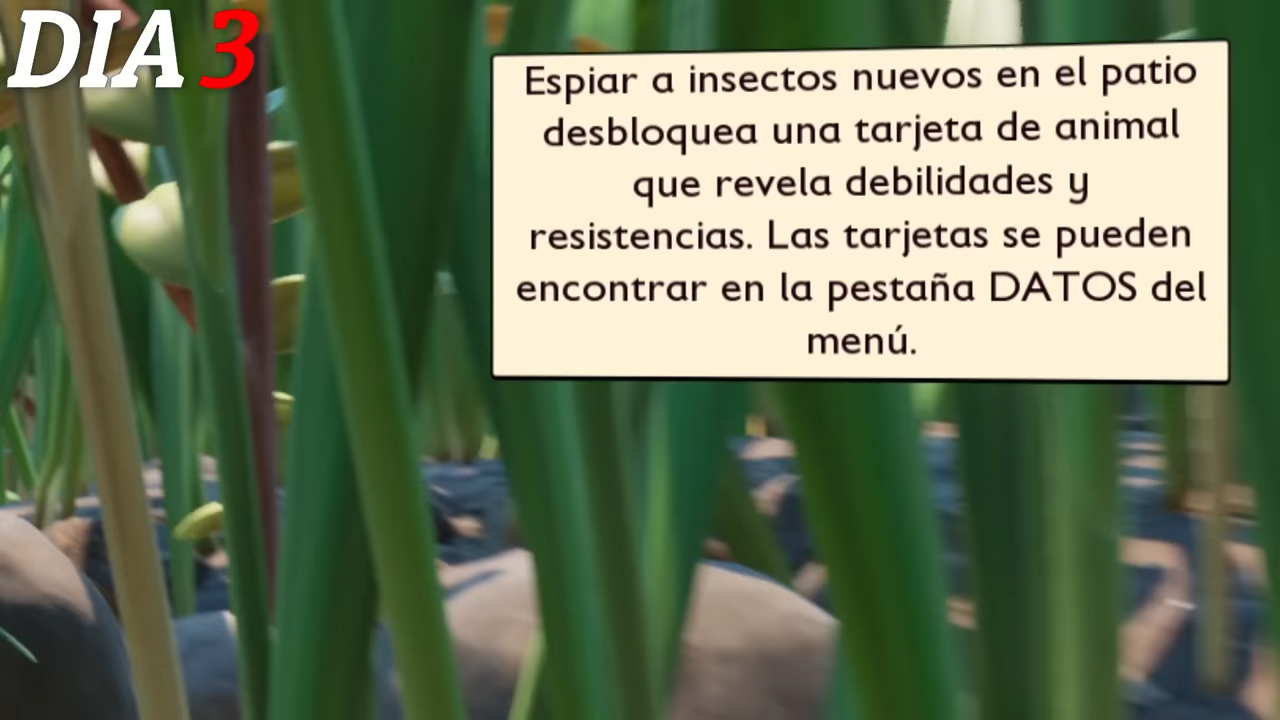 DIA 3
Espiar a insectos nuevos en el patio
desbloquea una tarjeta de animal
que revela debilidades y
resistencias. Las tarjetas se pueden
encontrar en la pestaña DATOS del
menú.